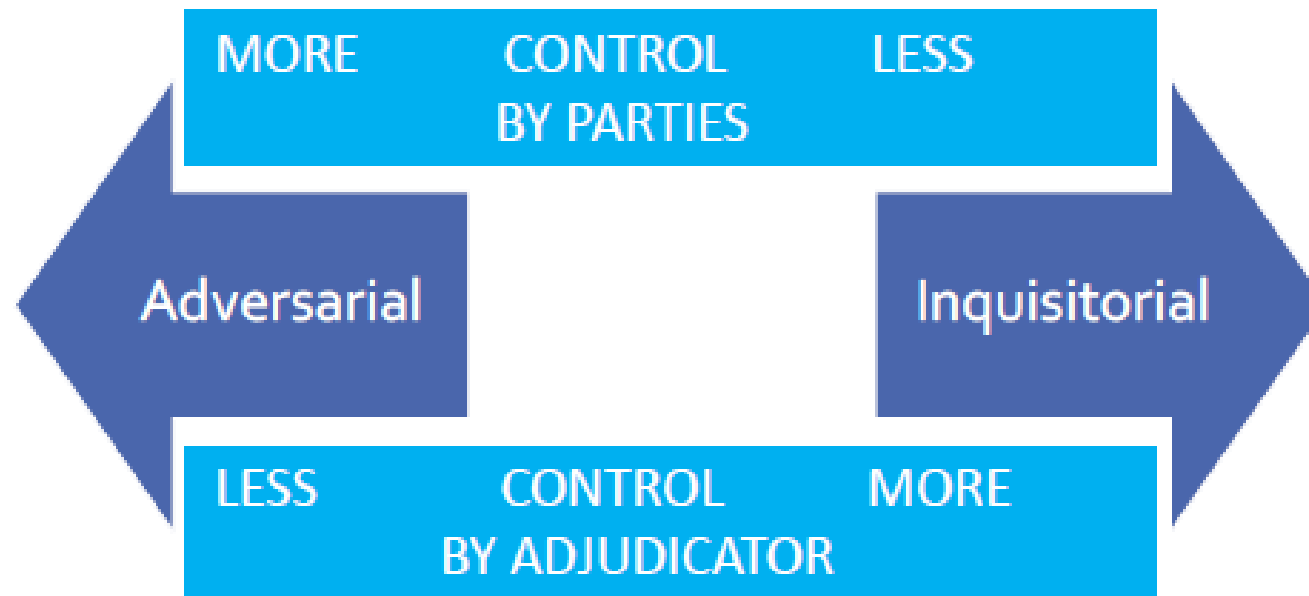 MORE CONTROL LESS
BY PARTIES
Adversarial
Inquisitorial
LESS CONTROL MORE
BY ADJUDICATOR